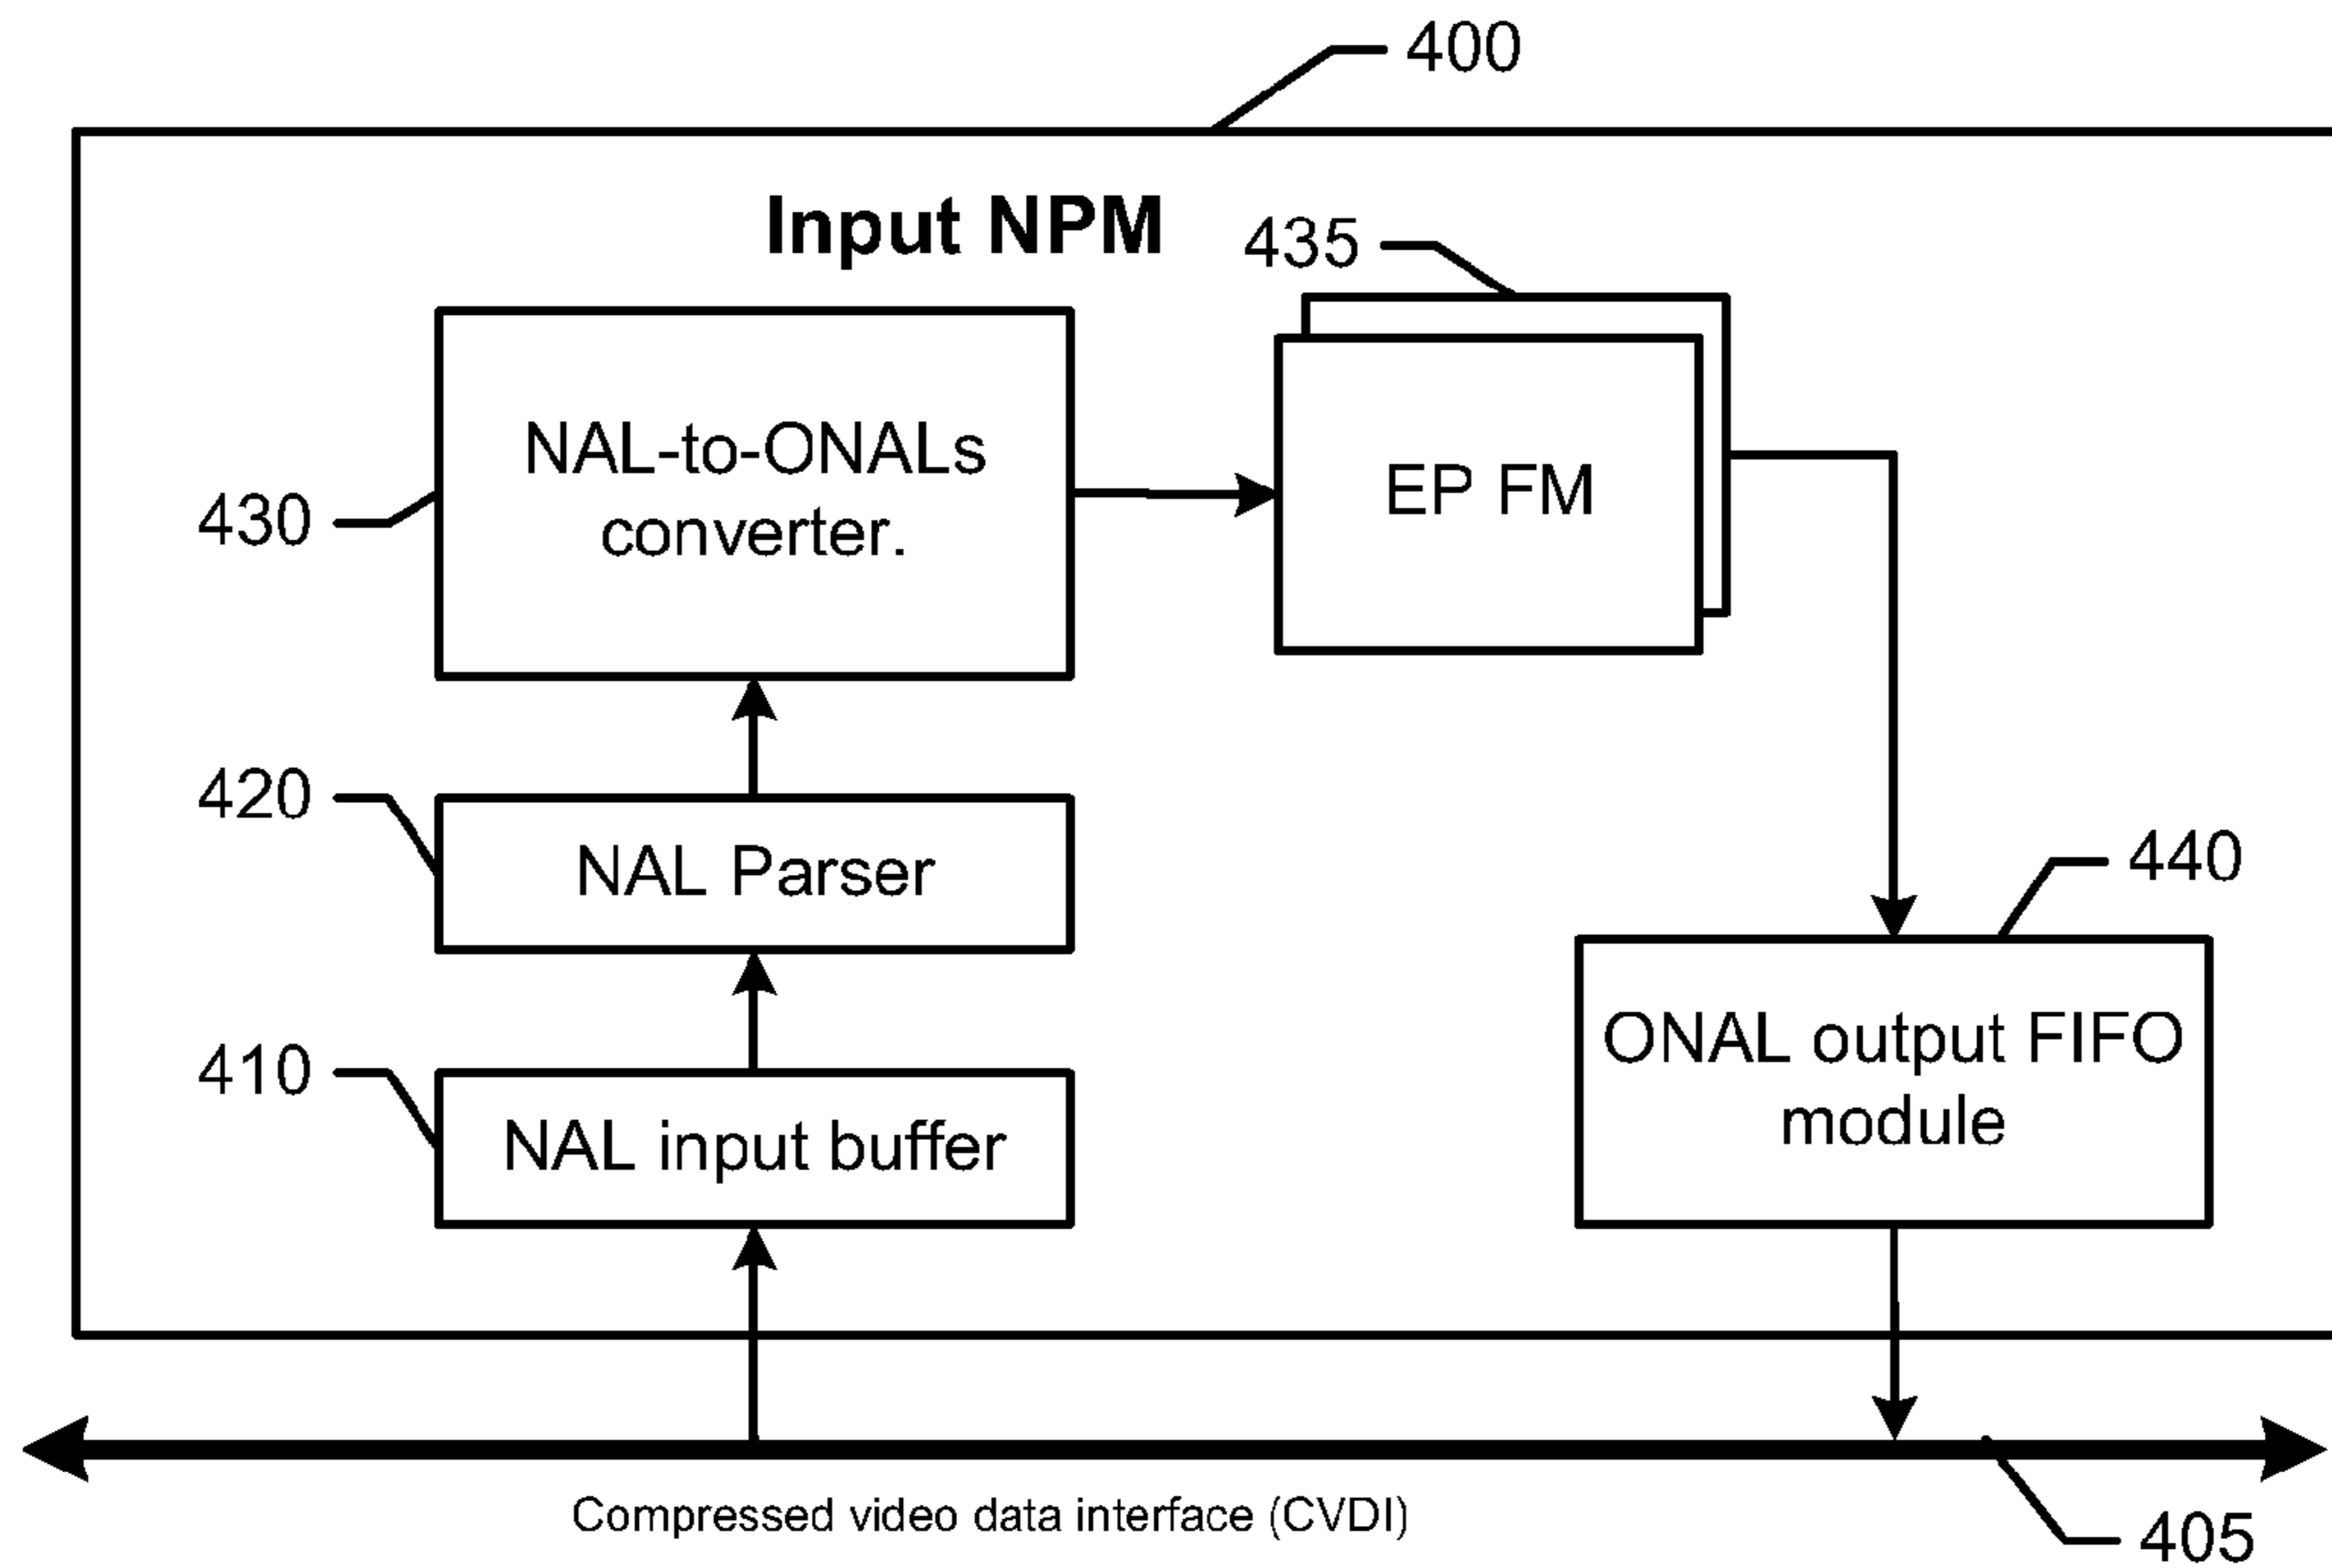 400
Input NPM
435
NAL-to-ONALs
converter.
EP FM
430
420
NAL Parser
440
ONAL output FIFO
module
410
NAL input buffer
Compressed video data interface (CVDI)
405